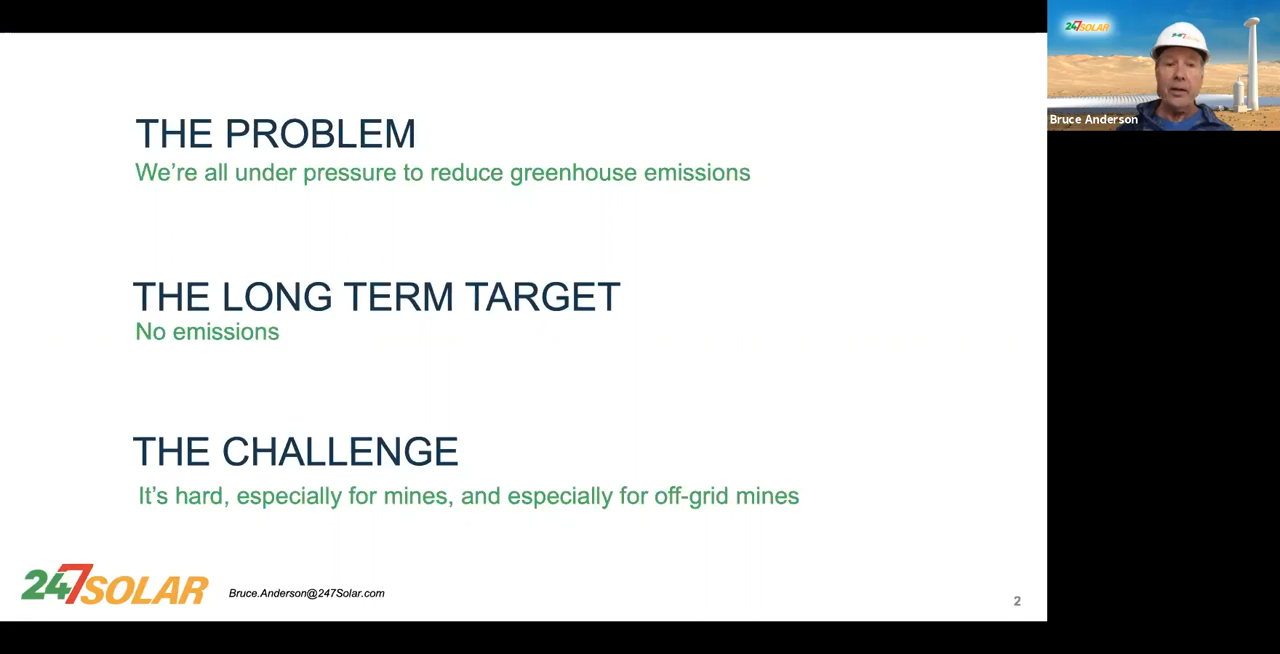 THE PROBLEM
We're all under pressure to reduce greenhouse emissions
THE LONG TERM TARGET
No emissions
THE CHALLENGE
It's hard, especially for mines, and especially for off-grid mines
247SOLAR
Bruce.Anderson@247Solar.com
2
247SOLAR
247
Bruce Anderson